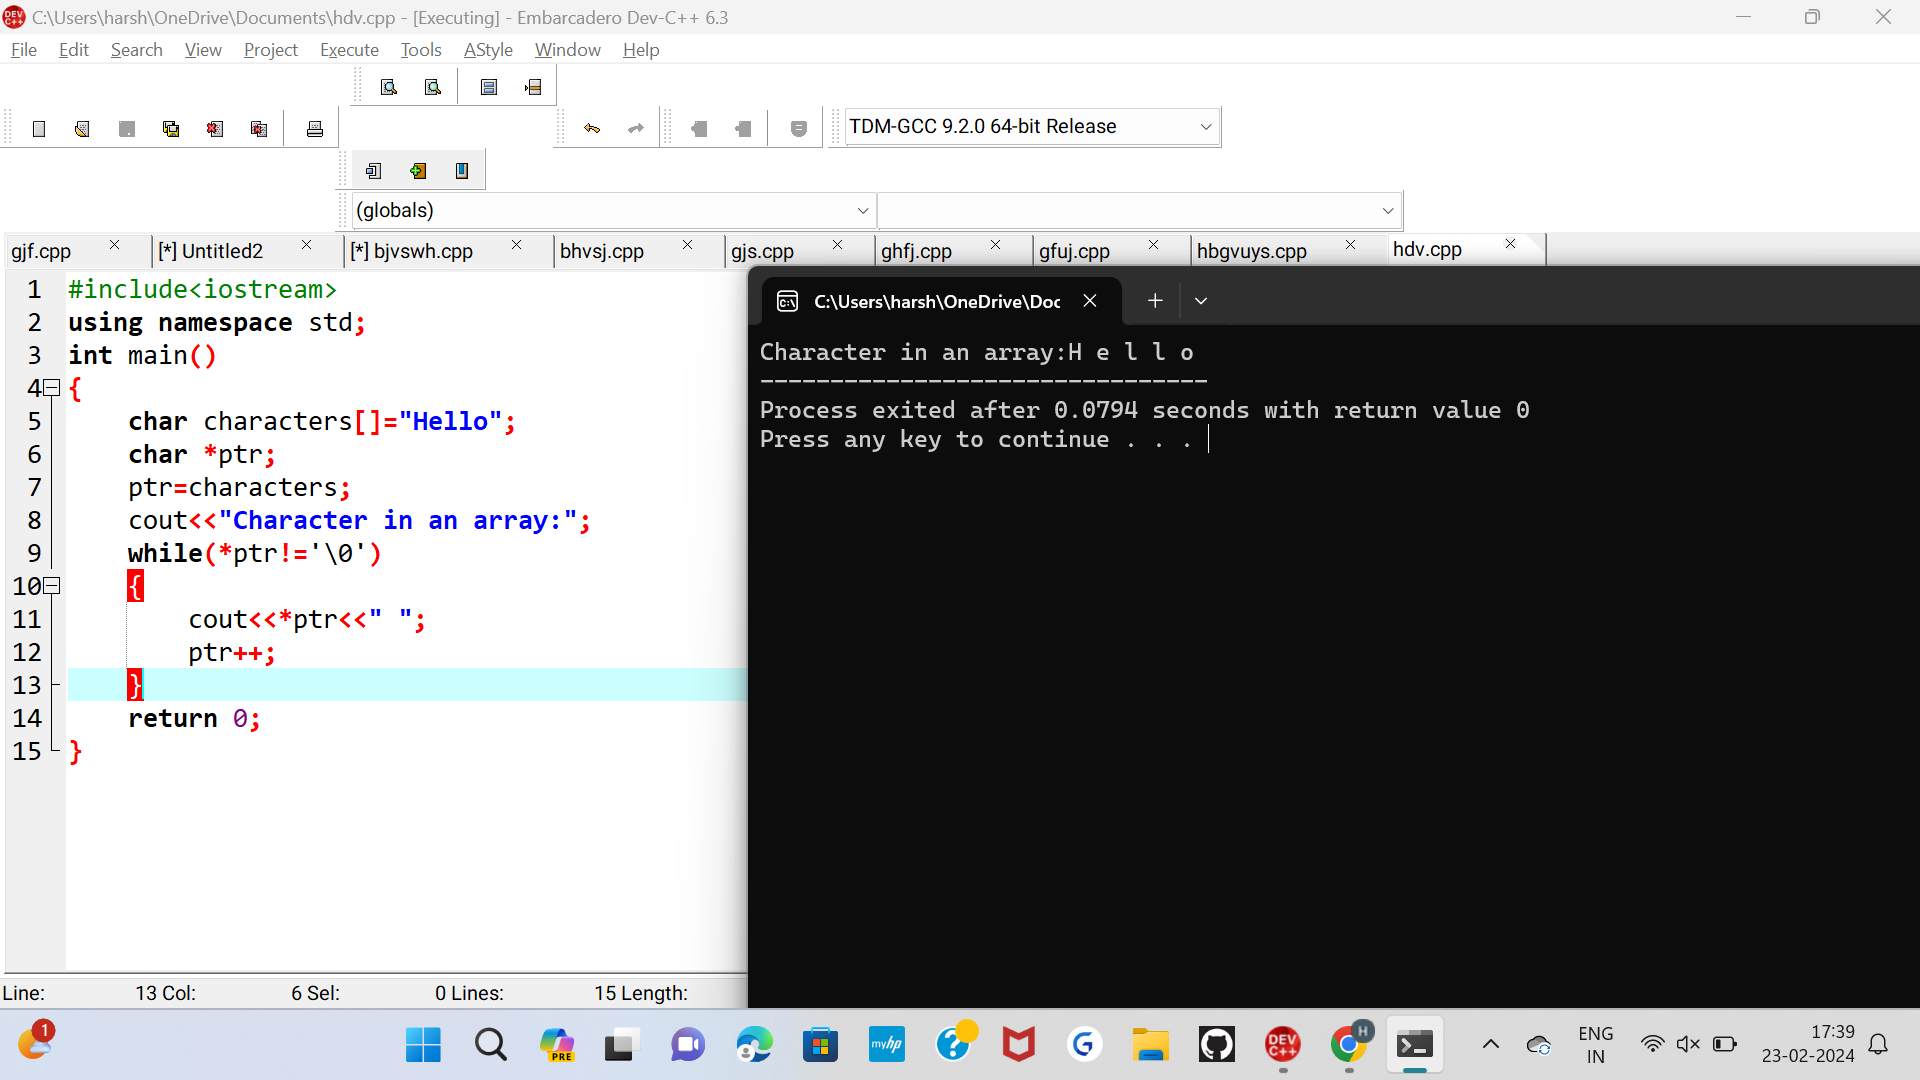 C:\Users\harsh\OneDrive\Documents\hdv.cpp - [Executing] - Embarcadero Dev-C++ 6.3
File Edit Search View Project Execute Tools AStyle Window Help
TDM-GCC 9.2.0 64-bit Release
(globals)
gjf.cpp [*] Untitled2 [*] bjvswh.cpp bhvsj.cpp gjs.cpp ghfj.cpp gfuj.cpp hbgvuys.cpp hdv.cpp
1 #include<iostream>
2 using namespace std;
3 int main()
4 {
5 char characters[]="Hello";
6 char *ptr;
7 ptr=characters;
8 cout<<"Character in an array:";
9 while(*ptr!='\0')
10 {
11 cout<<*ptr<<" ";
12 ptr++;
13 }
14 return 0;
15 }
C:\Users\harsh\OneDrive\Doc
Character in an array:H e l l o
--------------------------------
Process exited after 0.0794 seconds with return value 0
Press any key to continue . . .
Line: 13 Col: 6 Sel: 0 Lines: 15 Length:
1
PRE
myhp
DEV
C++
H
ENG
IN
17:39
23-02-2024